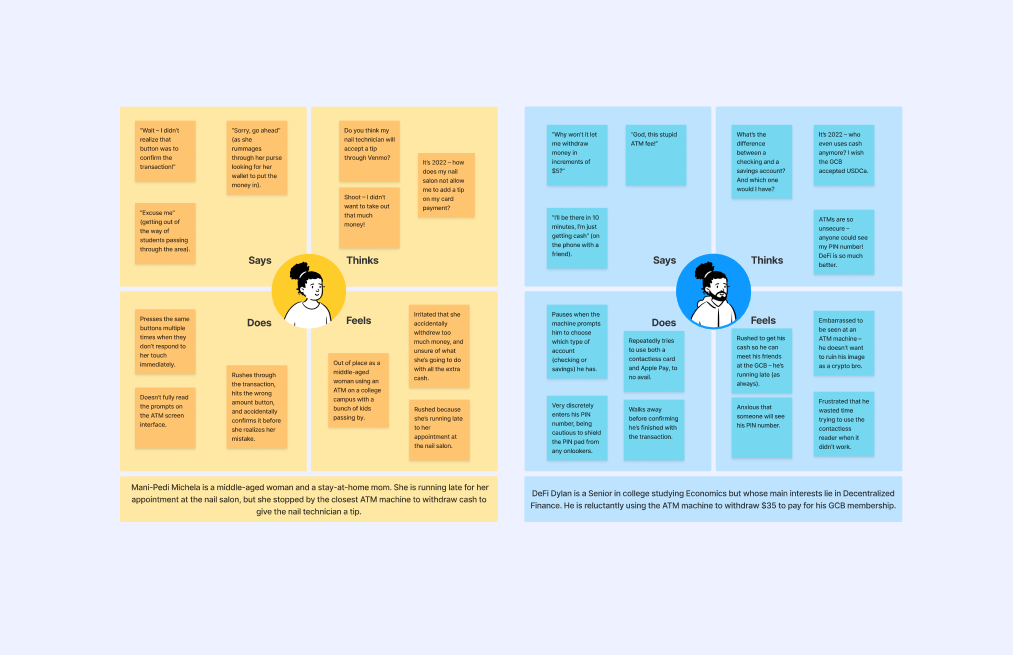 "Wait – I didn't
realize that
button was to
confirm the
transaction!"
"Sorry, go ahead"
(as she
rummages
through her purse
looking for her
wallet to put the
money in).
"Excuse me"
(getting out of
the way of
students passing
through the area).
Says
Do you think my
nail technician will
accept a tip
through Venmo?
Shoot – I didn't
want to take out
that much
money!
It's 2022 – how
does my nail
salon not allow
me to add a tip
on my card
payment?
Thinks
Presses the same
buttons multiple
times when they
don't respond to
her touch
immediately.
Doesn't fully read
the prompts on
the ATM screen
interface.
Rushes through
the transaction,
hits the wrong
amount button,
and accidentally
confirms it before
she realizes her
mistake.
Does
Feels
Out of place as a
middle-aged
woman using an
ATM on a college
campus with a
bunch of kids
passing by.
Irritated that she
accidentally
withdrew too
much money, and
unsure of what
she's going to do
with all the extra
cash.
Rushed because
she's running late
to her
appointment at
the nail salon.
Mani-Pedi Michela is a middle-aged woman and a stay-at-home mom. She is running late for her
appointment at the nail salon, but she stopped by the closest ATM machine to withdraw cash to
give the nail technician a tip.
"Why won't it let
me withdraw
money in
increments of
$5?"
"God, this stupid
ATM fee!"
"I'll be there in 10
minutes, I'm just
getting cash" (on
the phone with a
friend).
Says
What's the
difference
between a
checking and a
savings account?
And which one
would I have?
It's 2022 – who
even uses cash
anymore? I wish
the GCB
accepted USDCa.
ATMs are so
unsecure –
anyone could see
my PIN number!
DeFi is so much
better.
Thinks
Pauses when the
machine prompts
him to choose
which type of
account
(checking or
savings) he has.
Repeatedly tries
to use both a
contactless card
and Apple Pay, to
no avail.
Very discretely
enters his PIN
number, being
cautious to shield
the PIN pad from
any onlookers.
Walks away
before confirming
he's finished with
the transaction.
Does
Feels
Rushed to get his
cash so he can
meet his friends
at the GCB – he's
running late (as
always).
Anxious that
someone will see
his PIN number.
Embarrassed to
be seen at an
ATM machine –
he doesn't want
to ruin his image
as a crypto bro.
Frustrated that he
wasted time
trying to use the
contactless
reader when it
didn't work.
DeFi Dylan is a Senior in college studying Economics but whose main interests lie in Decentralized
Finance. He is reluctantly using the ATM machine to withdraw $35 to pay for his GCB membership.